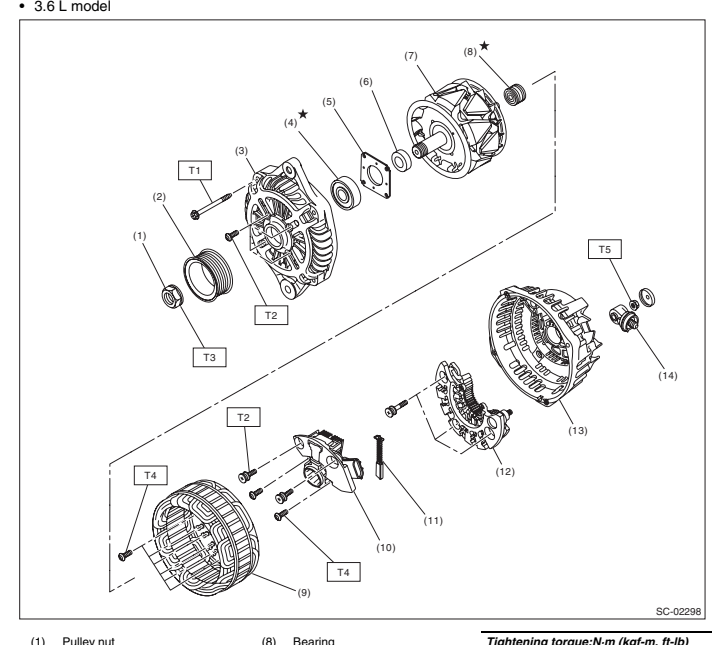 • 3.6 L model
(8) ★
(7)
(6)
(5)
(4) ★
(3)
T1
(2)
(1)
T2
T3
T5
(14)
(13)
(12)
T2
(11)
T4
(10)
T4
(9)
SC-02298
(1) Pulley nut (8) Bearing Tightening torque:N·m (kgf-m, ft-lb)